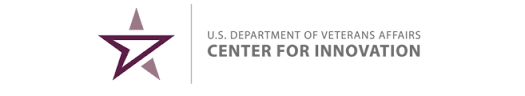 U.S. DEPARTMENT OF VETERANS AFFAIRS
CENTER FOR INNOVATION